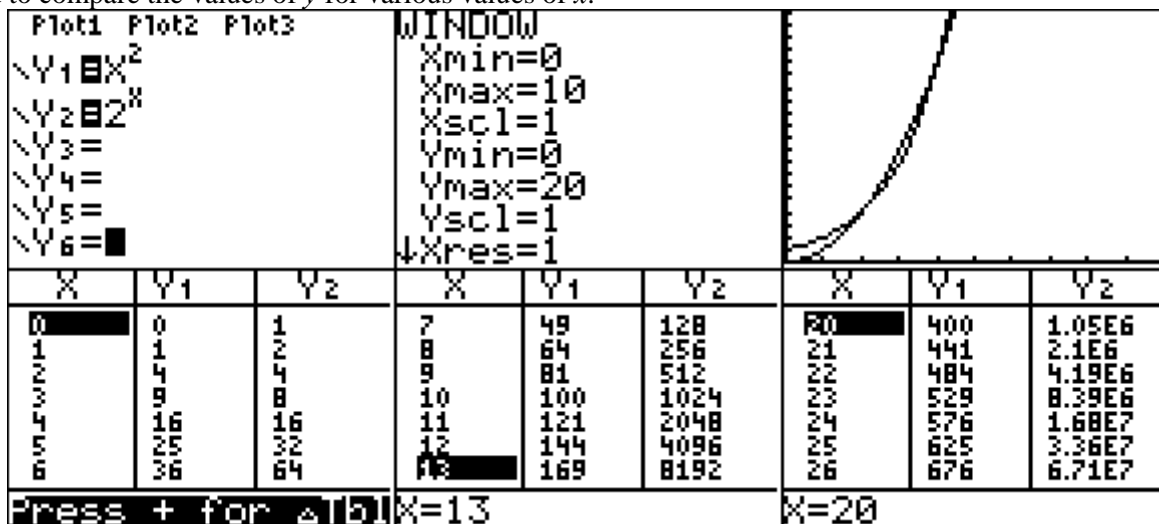 to compare the values of y for various values of x.
Plot1 Plot2 Plot3
\Y1=X²
\Y2=2^X
\Y3=
\Y4=
\Y5=
\Y6=
WINDOW
Xmin=0
Xmax=10
Xscl=1
Ymin=0
Ymax=20
Yscl=1
↓Xres=1
X Y1 Y2
0 0 1
1 1 2
2 4 4
3 9 8
4 16 16
5 25 32
6 36 64
Press + for ΔTbl
X Y1 Y2
7 49 128
8 64 256
9 81 512
10 100 1024
11 121 2048
12 144 4096
13 169 8192
X=13
X Y1 Y2
20 400 1.05E6
21 441 2.1E6
22 484 4.19E6
23 529 8.39E6
24 576 1.68E7
25 625 3.36E7
26 676 6.71E7
X=20